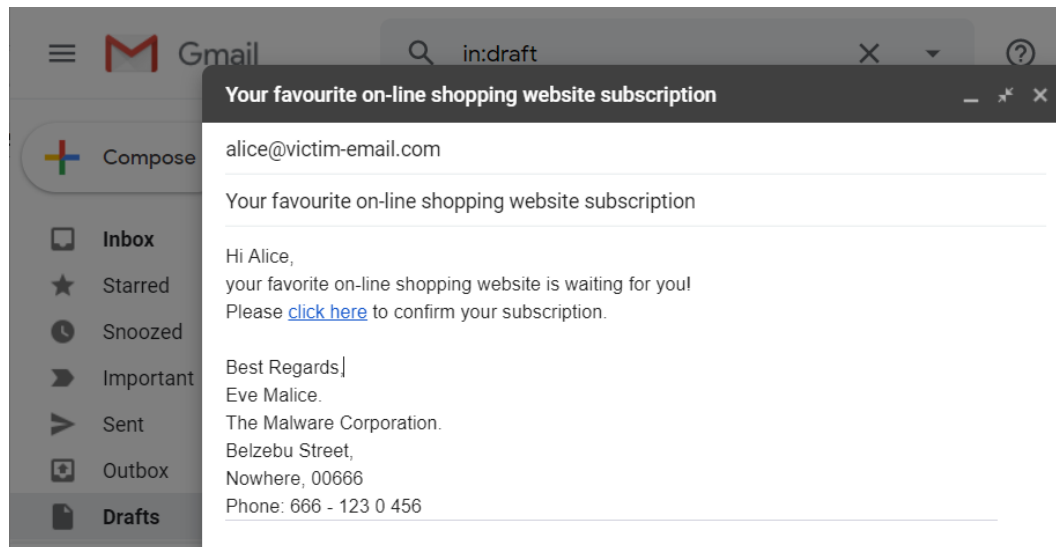 Gmail
in:draft
Your favourite on-line shopping website subscription
Compose
alice@victim-email.com
Your favourite on-line shopping website subscription
Inbox
Starred
Snoozed
Important
Sent
Outbox
Drafts
Hi Alice,
your favorite on-line shopping website is waiting for you!
Please click here to confirm your subscription.
Best Regards,
Eve Malice.
The Malware Corporation.
Belzebu Street,
Nowhere, 00666
Phone: 666 - 123 0 456